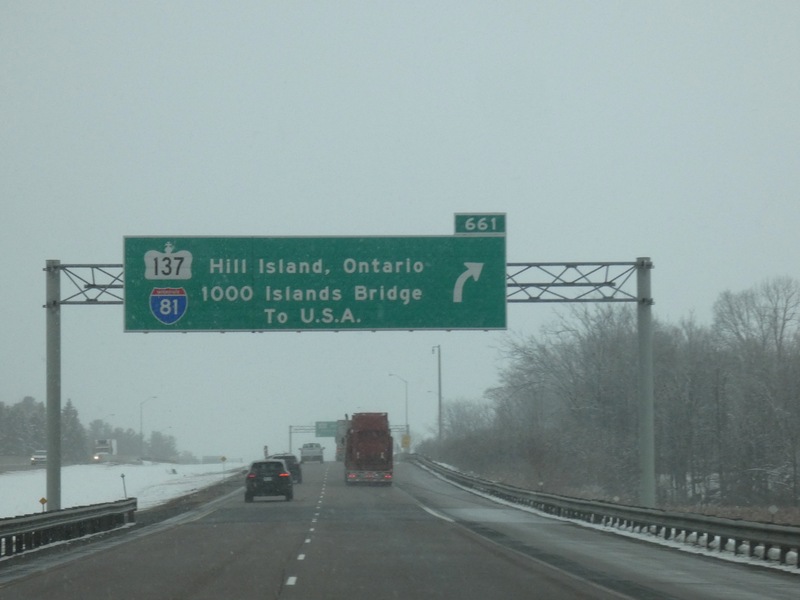 661
137 Hill Island, Ontario
81 1000 Islands Bridge
To U.S.A.